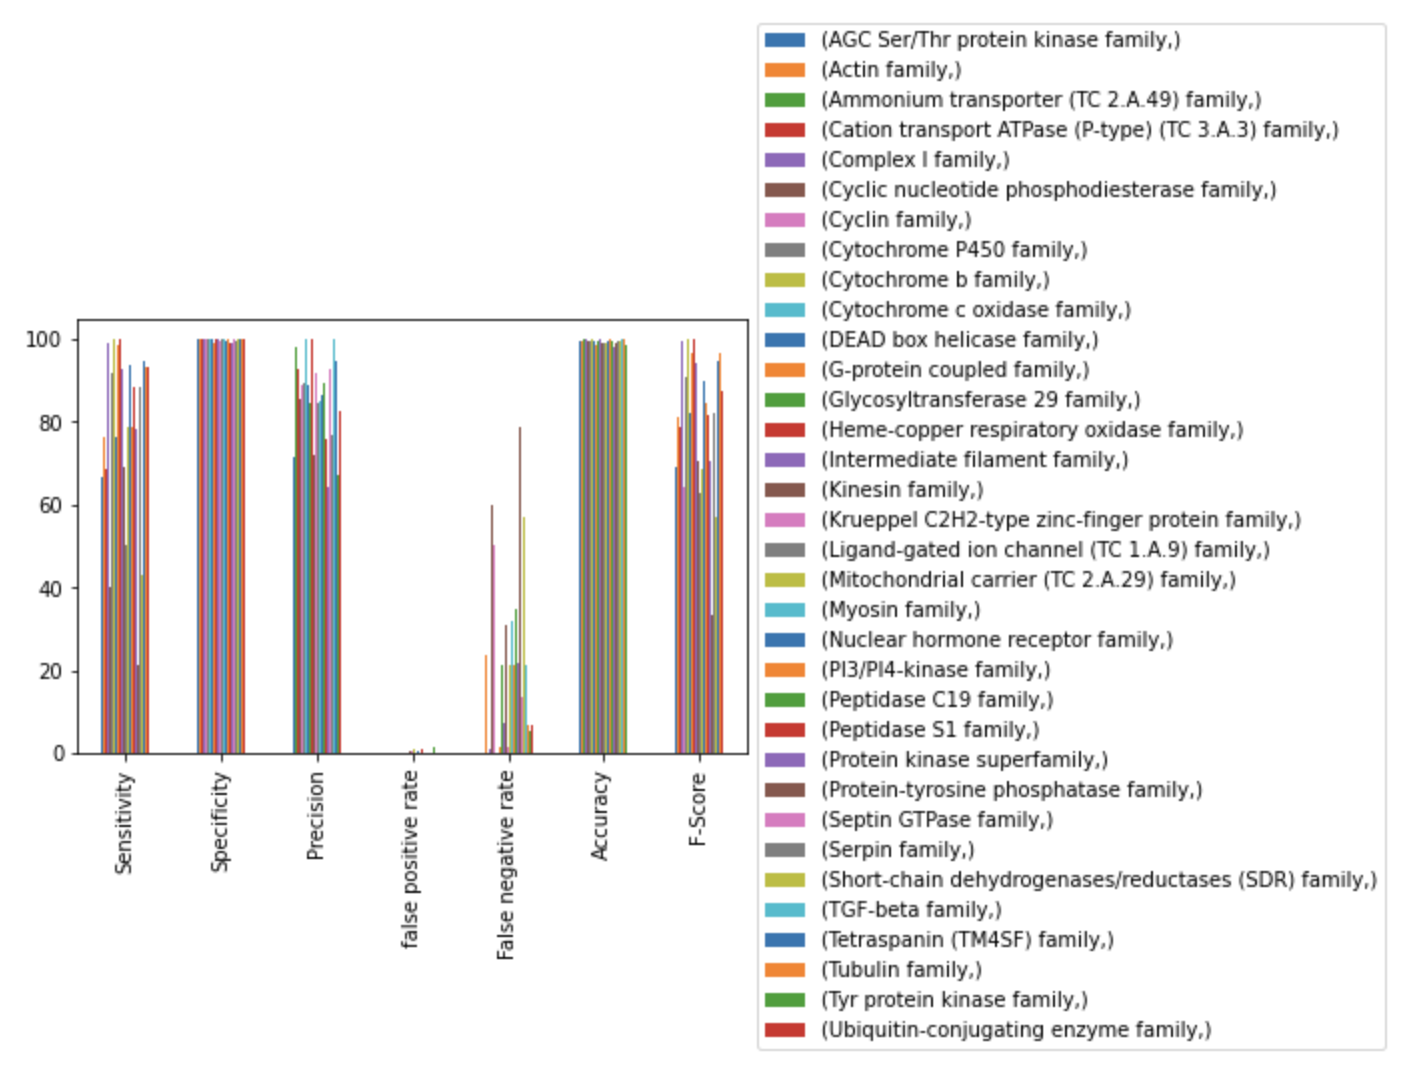 100
80
60
40
20
0
Sensitivity
Specificity
Precision
false positive rate
False negative rate
Accuracy
F-Score
(AGC Ser/Thr protein kinase family,)
(Actin family,)
(Ammonium transporter (TC 2.A.49) family,)
(Cation transport ATPase (P-type) (TC 3.A.3) family,)
(Complex I family,)
(Cyclic nucleotide phosphodiesterase family,)
(Cyclin family,)
(Cytochrome P450 family,)
(Cytochrome b family,)
(Cytochrome c oxidase family,)
(DEAD box helicase family,)
(G-protein coupled family,)
(Glycosyltransferase 29 family,)
(Heme-copper respiratory oxidase family,)
(Intermediate filament family,)
(Kinesin family,)
(Krueppel C2H2-type zinc-finger protein family,)
(Ligand-gated ion channel (TC 1.A.9) family,)
(Mitochondrial carrier (TC 2.A.29) family,)
(Myosin family,)
(Nuclear hormone receptor family,)
(PI3/PI4-kinase family,)
(Peptidase C19 family,)
(Peptidase S1 family,)
(Protein kinase superfamily,)
(Protein-tyrosine phosphatase family,)
(Septin GTPase family,)
(Serpin family,)
(Short-chain dehydrogenases/reductases (SDR) family,)
(TGF-beta family,)
(Tetraspanin (TM4SF) family,)
(Tubulin family,)
(Tyr protein kinase family,)
(Ubiquitin-conjugating enzyme family,)